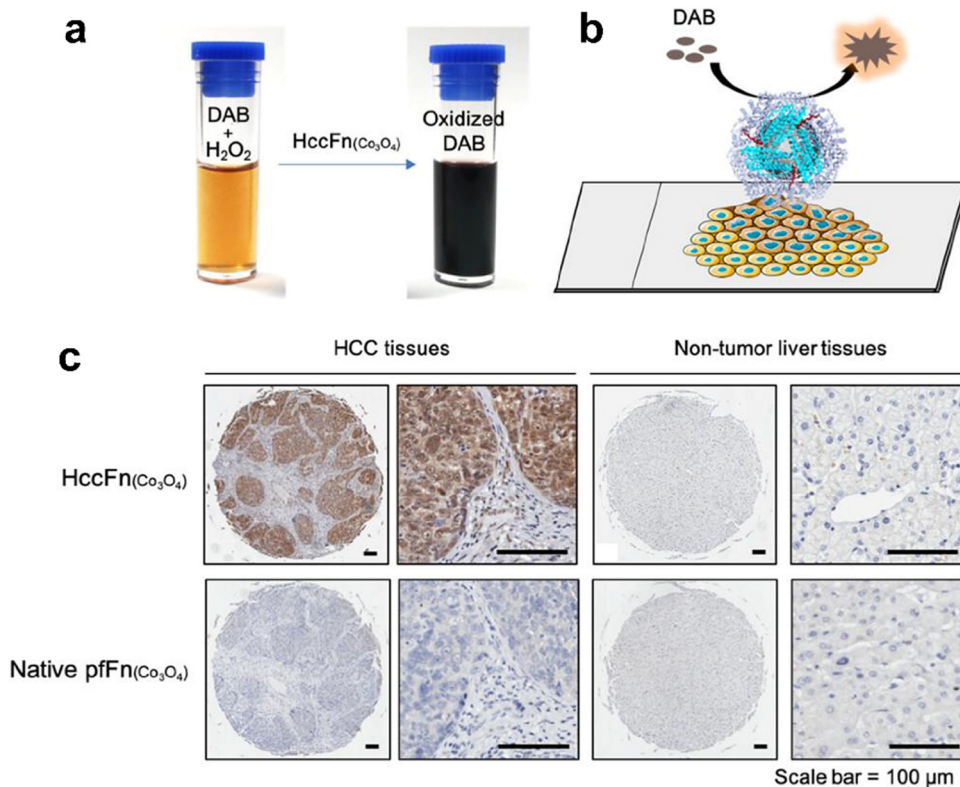 a
DAB
+
H₂O₂
HccFn(Co₃O₄)
Oxidized
DAB
b
DAB
c
HCC tissues
Non-tumor liver tissues
HccFn(Co₃O₄)
Native pfFn(Co₃O₄)
Scale bar = 100 μm